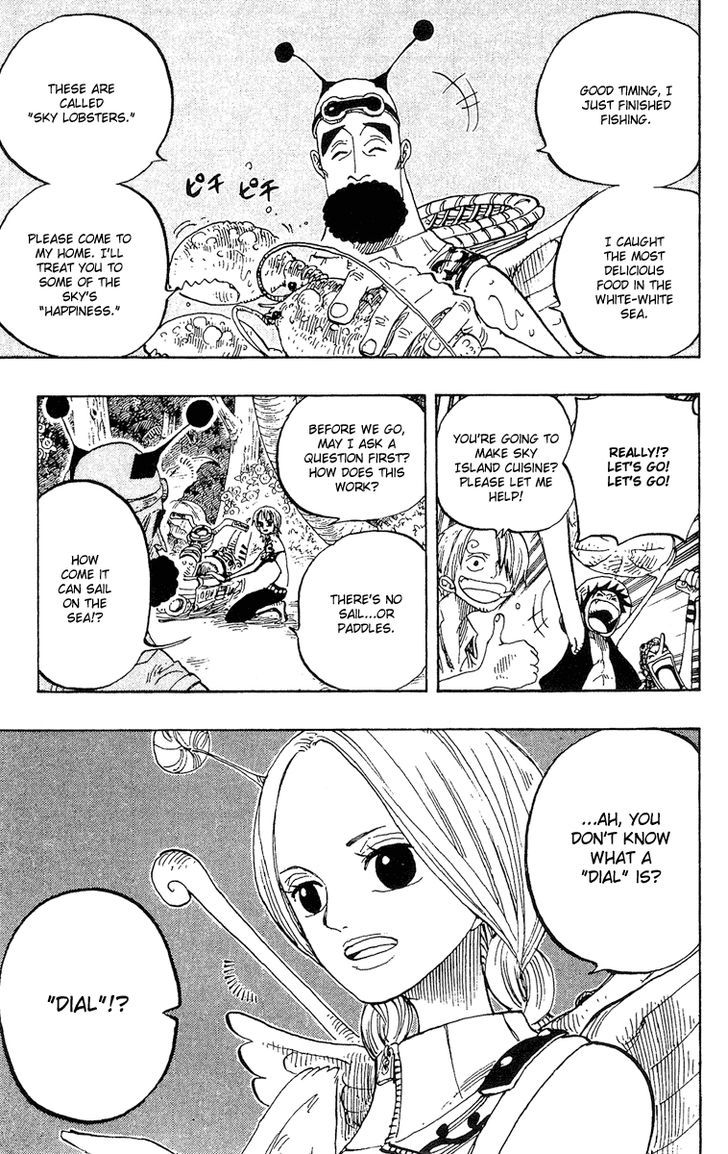 GOOD TIMING, I
JUST FINISHED
FISHING.
I CAUGHT
THE MOST
DELICIOUS
FOOD IN THE
WHITE-WHITE
SEA.
THESE ARE
CALLED
"SKY LOBSTERS."
PLEASE COME TO
MY HOME. I'LL
TREAT YOU TO
SOME OF THE
SKY'S
"HAPPINESS."
ピチ ピチ
REALLY!?
LET'S GO!
LET'S GO!
YOU'RE GOING TO
MAKE SKY
ISLAND CUISINE?
PLEASE LET ME
HELP!
BEFORE WE GO,
MAY I ASK A
QUESTION FIRST?
HOW DOES THIS
WORK?
THERE'S NO
SAIL...OR
PADDLES.
HOW
COME IT
CAN SAIL
ON THE
SEA!?
...AH, YOU
DON'T KNOW
WHAT A
"DIAL" IS?
"DIAL"!?